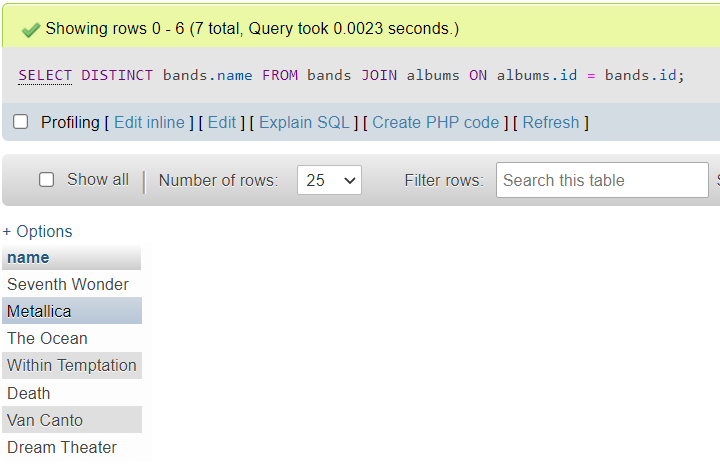 Showing rows 0 - 6 (7 total, Query took 0.0023 seconds.)
SELECT DISTINCT bands.name FROM bands JOIN albums ON albums.id = bands.id;
Profiling [ Edit inline ] [ Edit ] [ Explain SQL ] [ Create PHP code ] [ Refresh ]
Show all | Number of rows: 25 Filter rows: Search this table
+ Options
name
Seventh Wonder
Metallica
The Ocean
Within Temptation
Death
Van Canto
Dream Theater